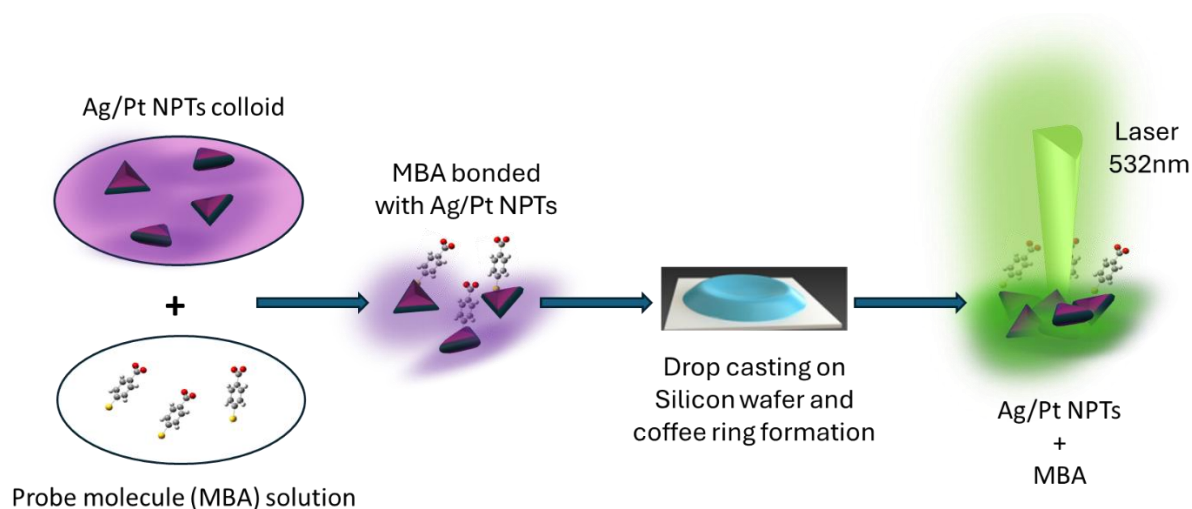 Ag/Pt NPTs colloid
+
Probe molecule (MBA) solution
MBA bonded
with Ag/Pt NPTs
Drop casting on
Silicon wafer and
coffee ring formation
Laser
532nm
Ag/Pt NPTs
+
MBA